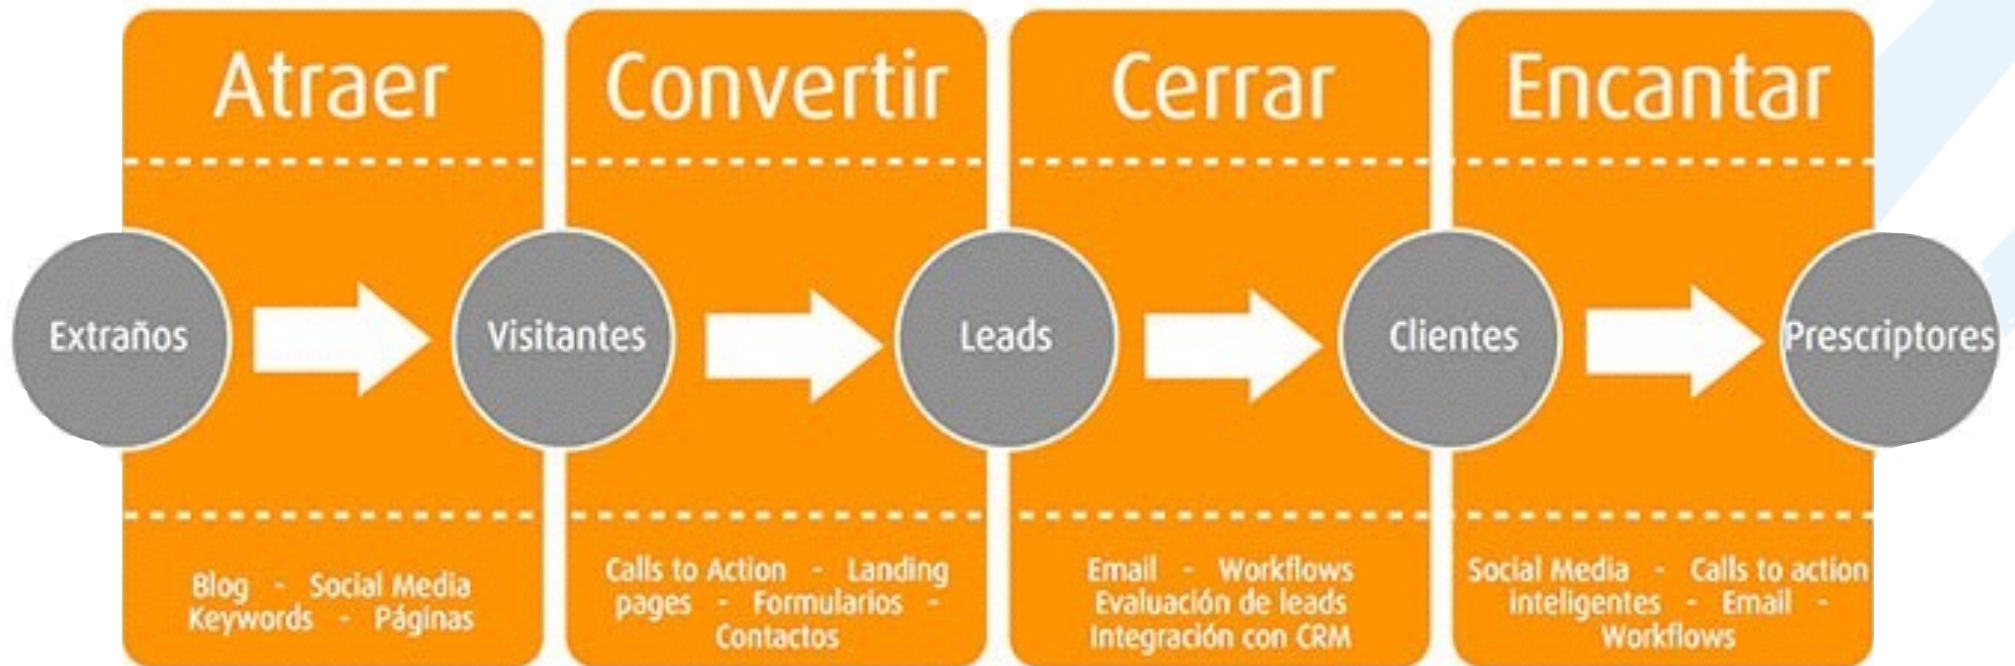 Atraer
Convertir
Cerrar
Encantar
Extraños
Visitantes
Leads
Clientes
Prescriptores
Blog - Social Media
Keywords - Páginas
Calls to Action - Landing
pages - Formularios -
Contactos
Email - Workflows
Evaluación de leads
Integración con CRM
Social Media - Calls to action
inteligentes - Email -
Workflows